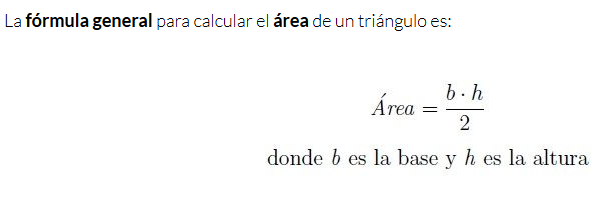 La fórmula general para calcular el área de un triángulo es:
Área = b · h / 2
donde b es la base y h es la altura